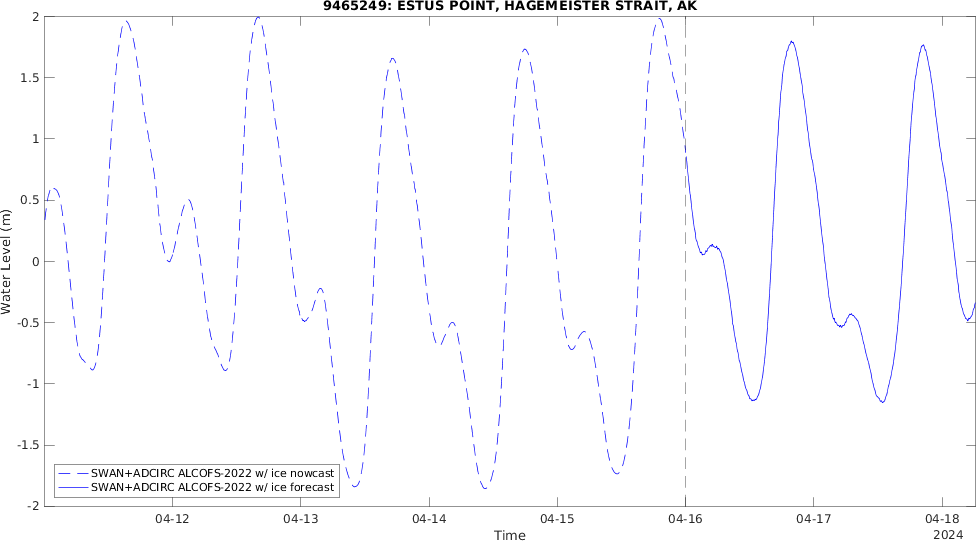 9465249: ESTUS POINT, HAGEMEISTER STRAIT, AK
2
1.5
1
0.5
0
-0.5
-1
-1.5
-2
Water Level (m)
SWAN+ADCIRC ALCOFS-2022 w/ ice nowcast
SWAN+ADCIRC ALCOFS-2022 w/ ice forecast
04-12 04-13 04-14 04-15 04-16 04-17 04-18
Time
2024